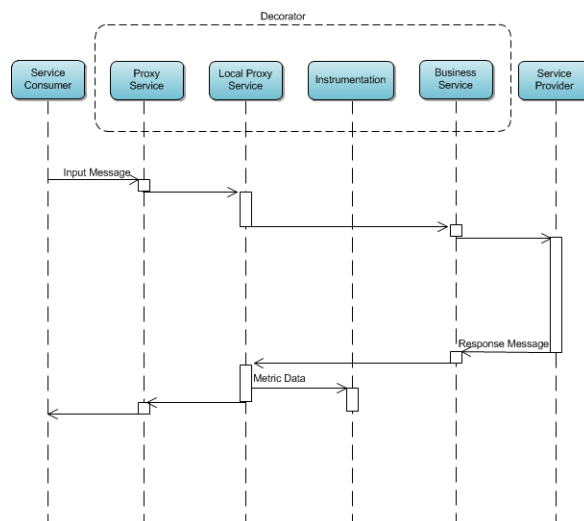 Decorator
Service
Consumer
Proxy
Service
Local Proxy
Service
Instrumentation
Business
Service
Service
Provider
Input Message
Response Message
Metric Data